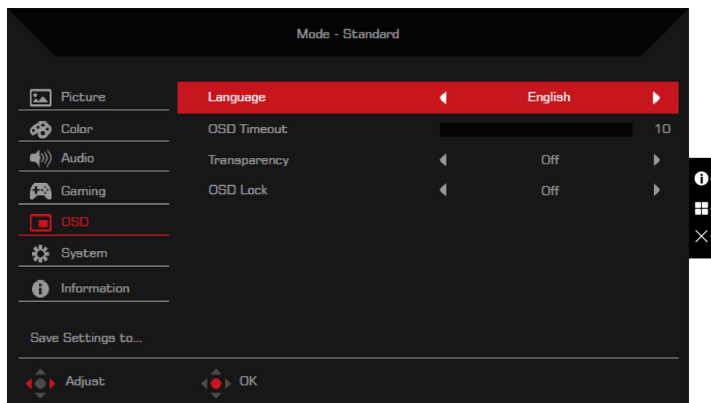 Mode - Standard
Picture
Language English
Color
OSD Timeout 10
Audio
Transparency Off
Gaming
OSD Lock Off
OSD
System
Information
Save Settings to...
Adjust OK